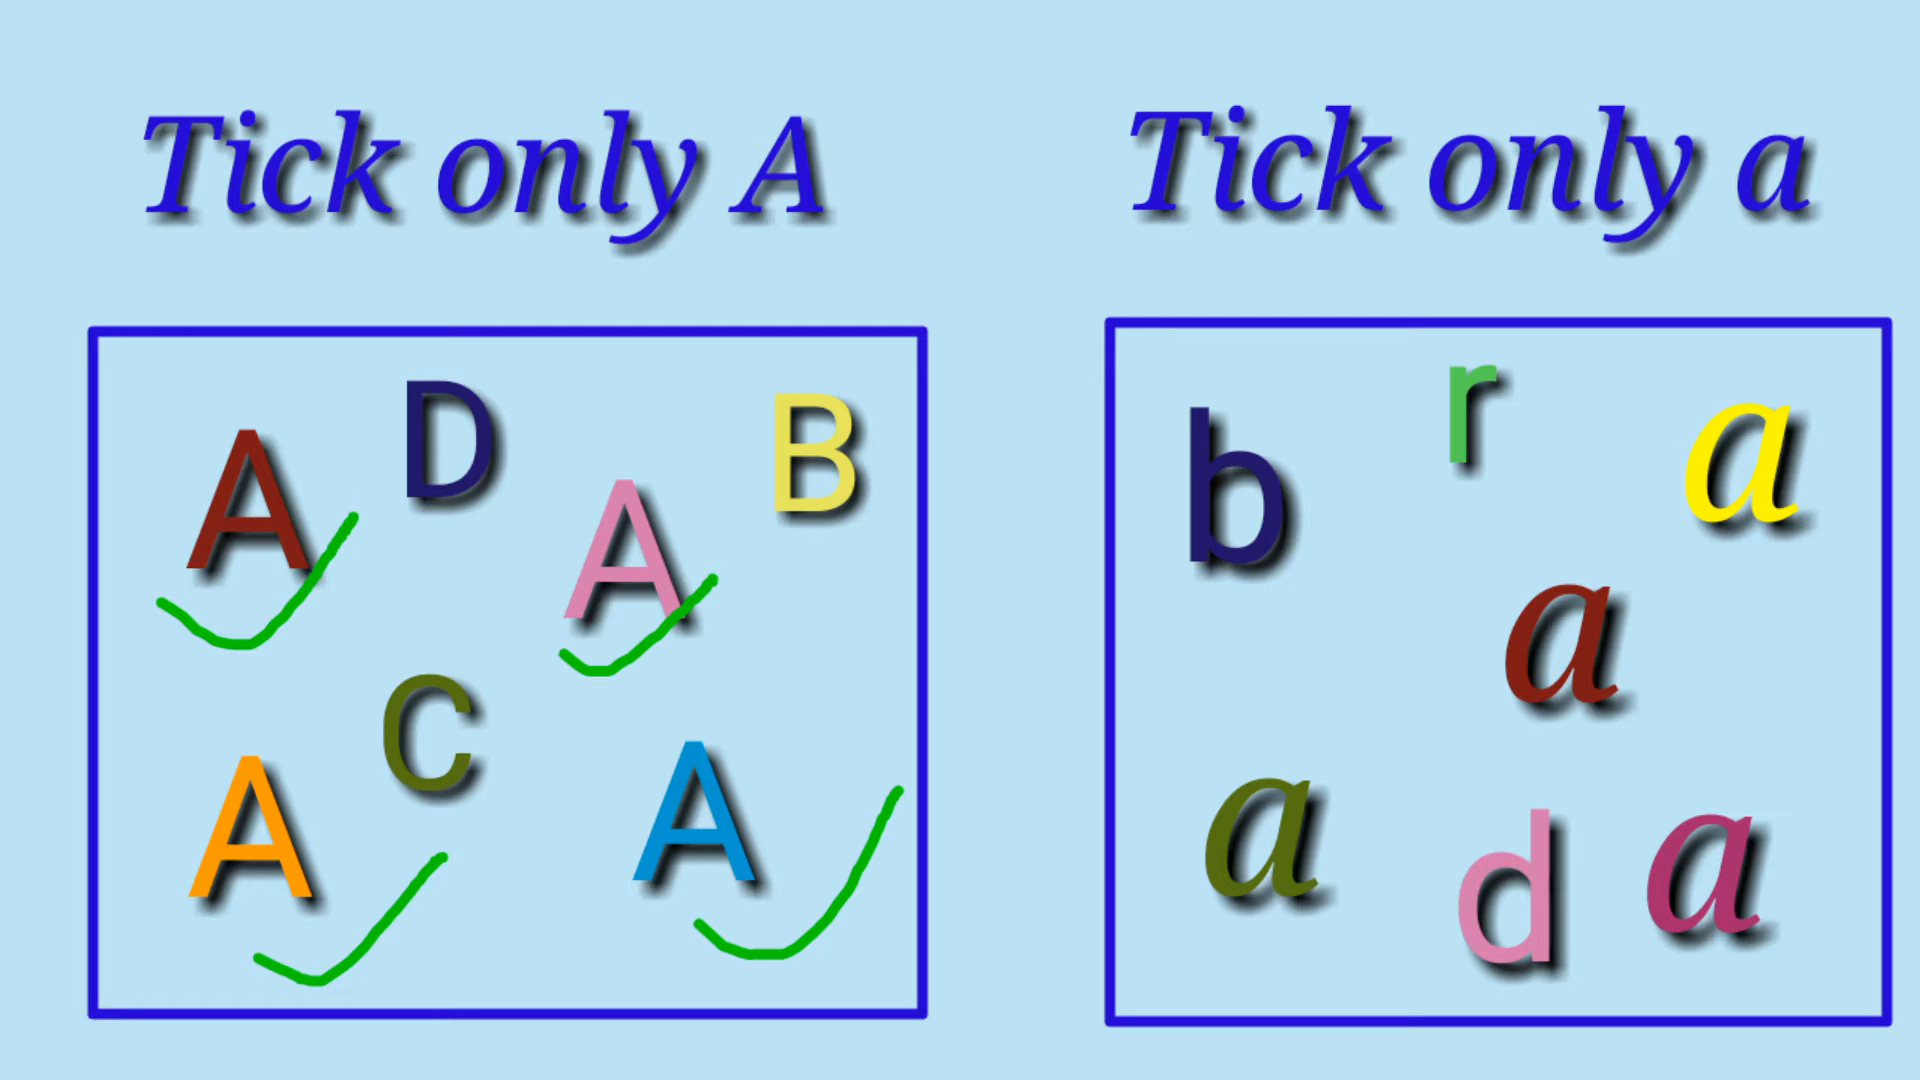 Tick only A
A D A B
C
A A
Tick only a
b r a
a
a d a